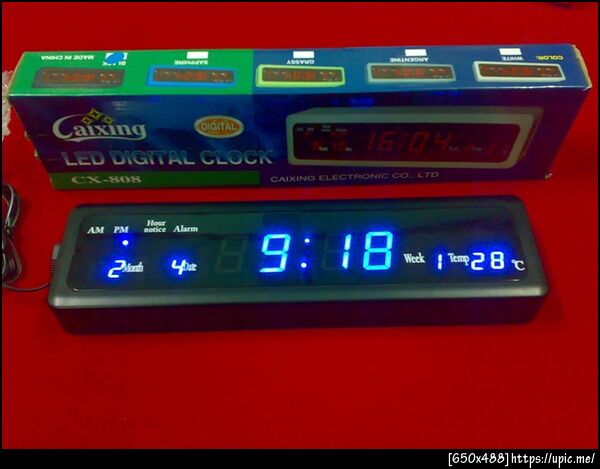 COLOR:
WHITE
ARGENTINE
GRASSY
SAPPHIRE
BLACK
MADE IN CHINA
Caixing
DIGITAL
LED DIGITAL CLOCK
16:04
CX-808
CAIXING ELECTRONIC CO., LTD
AM PM Hour notice Alarm
9:18
2 Month 4 Date Week 1 Temp 28 °C
[650x488] https://upic.me/